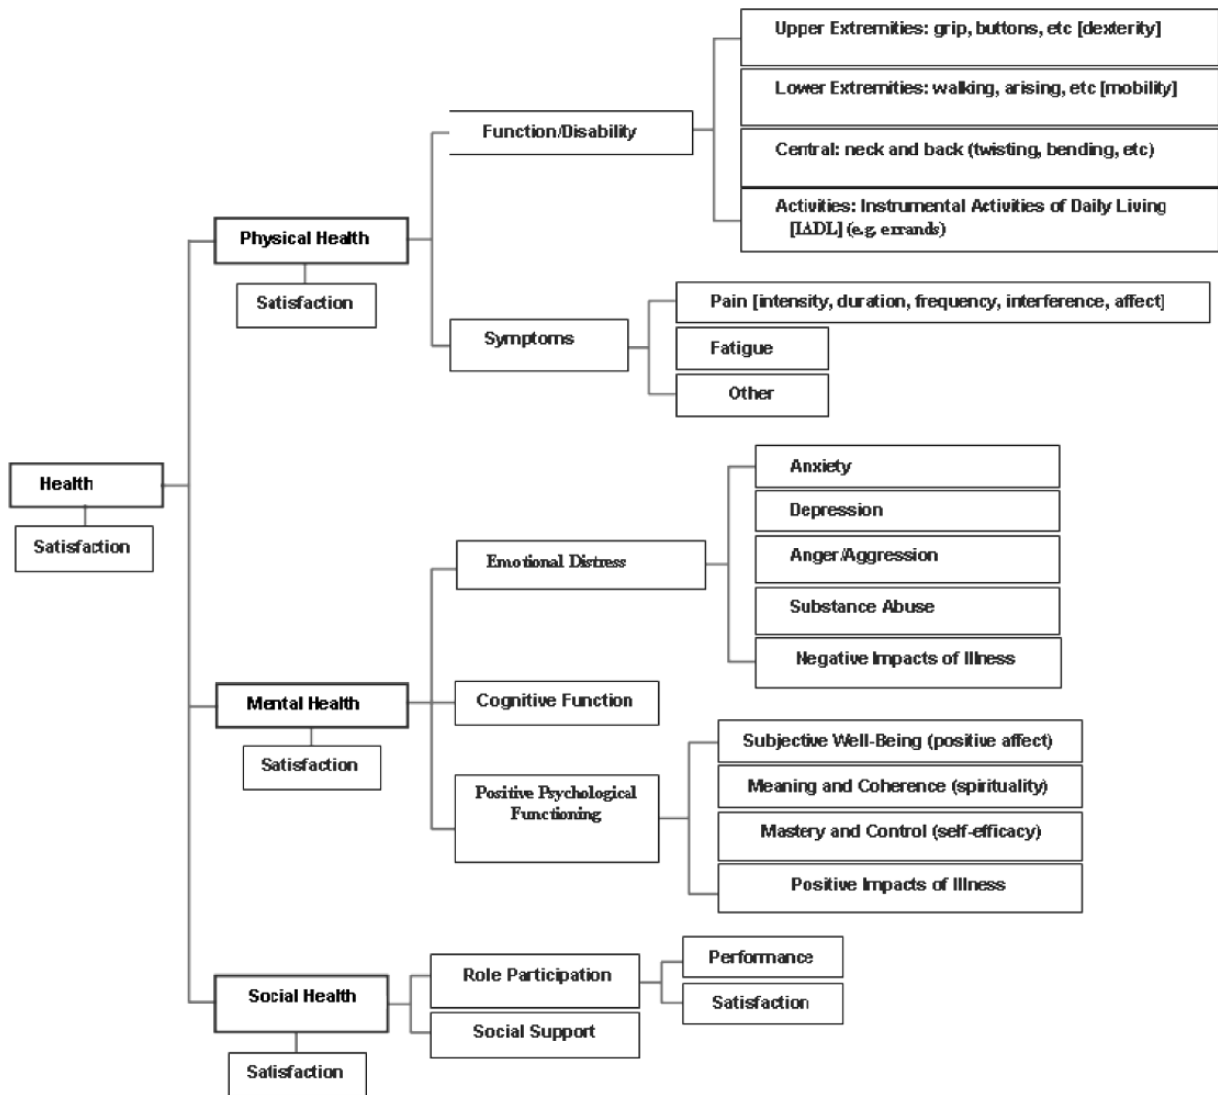 Upper Extremities: grip, buttons, etc [dexterity]
Lower Extremities: walking, arising, etc [mobility]
Function/Disability
Central: neck and back (twisting, bending, etc)
Activities: Instrumental Activities of Daily Living
[IADL] (e.g. errands)
Physical Health
Satisfaction
Pain [intensity, duration, frequency, interference, affect]
Symptoms
Fatigue
Other
Health
Satisfaction
Anxiety
Depression
Emotional Distress
Anger/Aggression
Substance Abuse
Negative Impacts of Illness
Mental Health
Satisfaction
Cognitive Function
Subjective Well-Being (positive affect)
Positive Psychological
Functioning
Meaning and Coherence (spirituality)
Mastery and Control (self-efficacy)
Positive Impacts of Illness
Social Health
Satisfaction
Role Participation
Performance
Satisfaction
Social Support